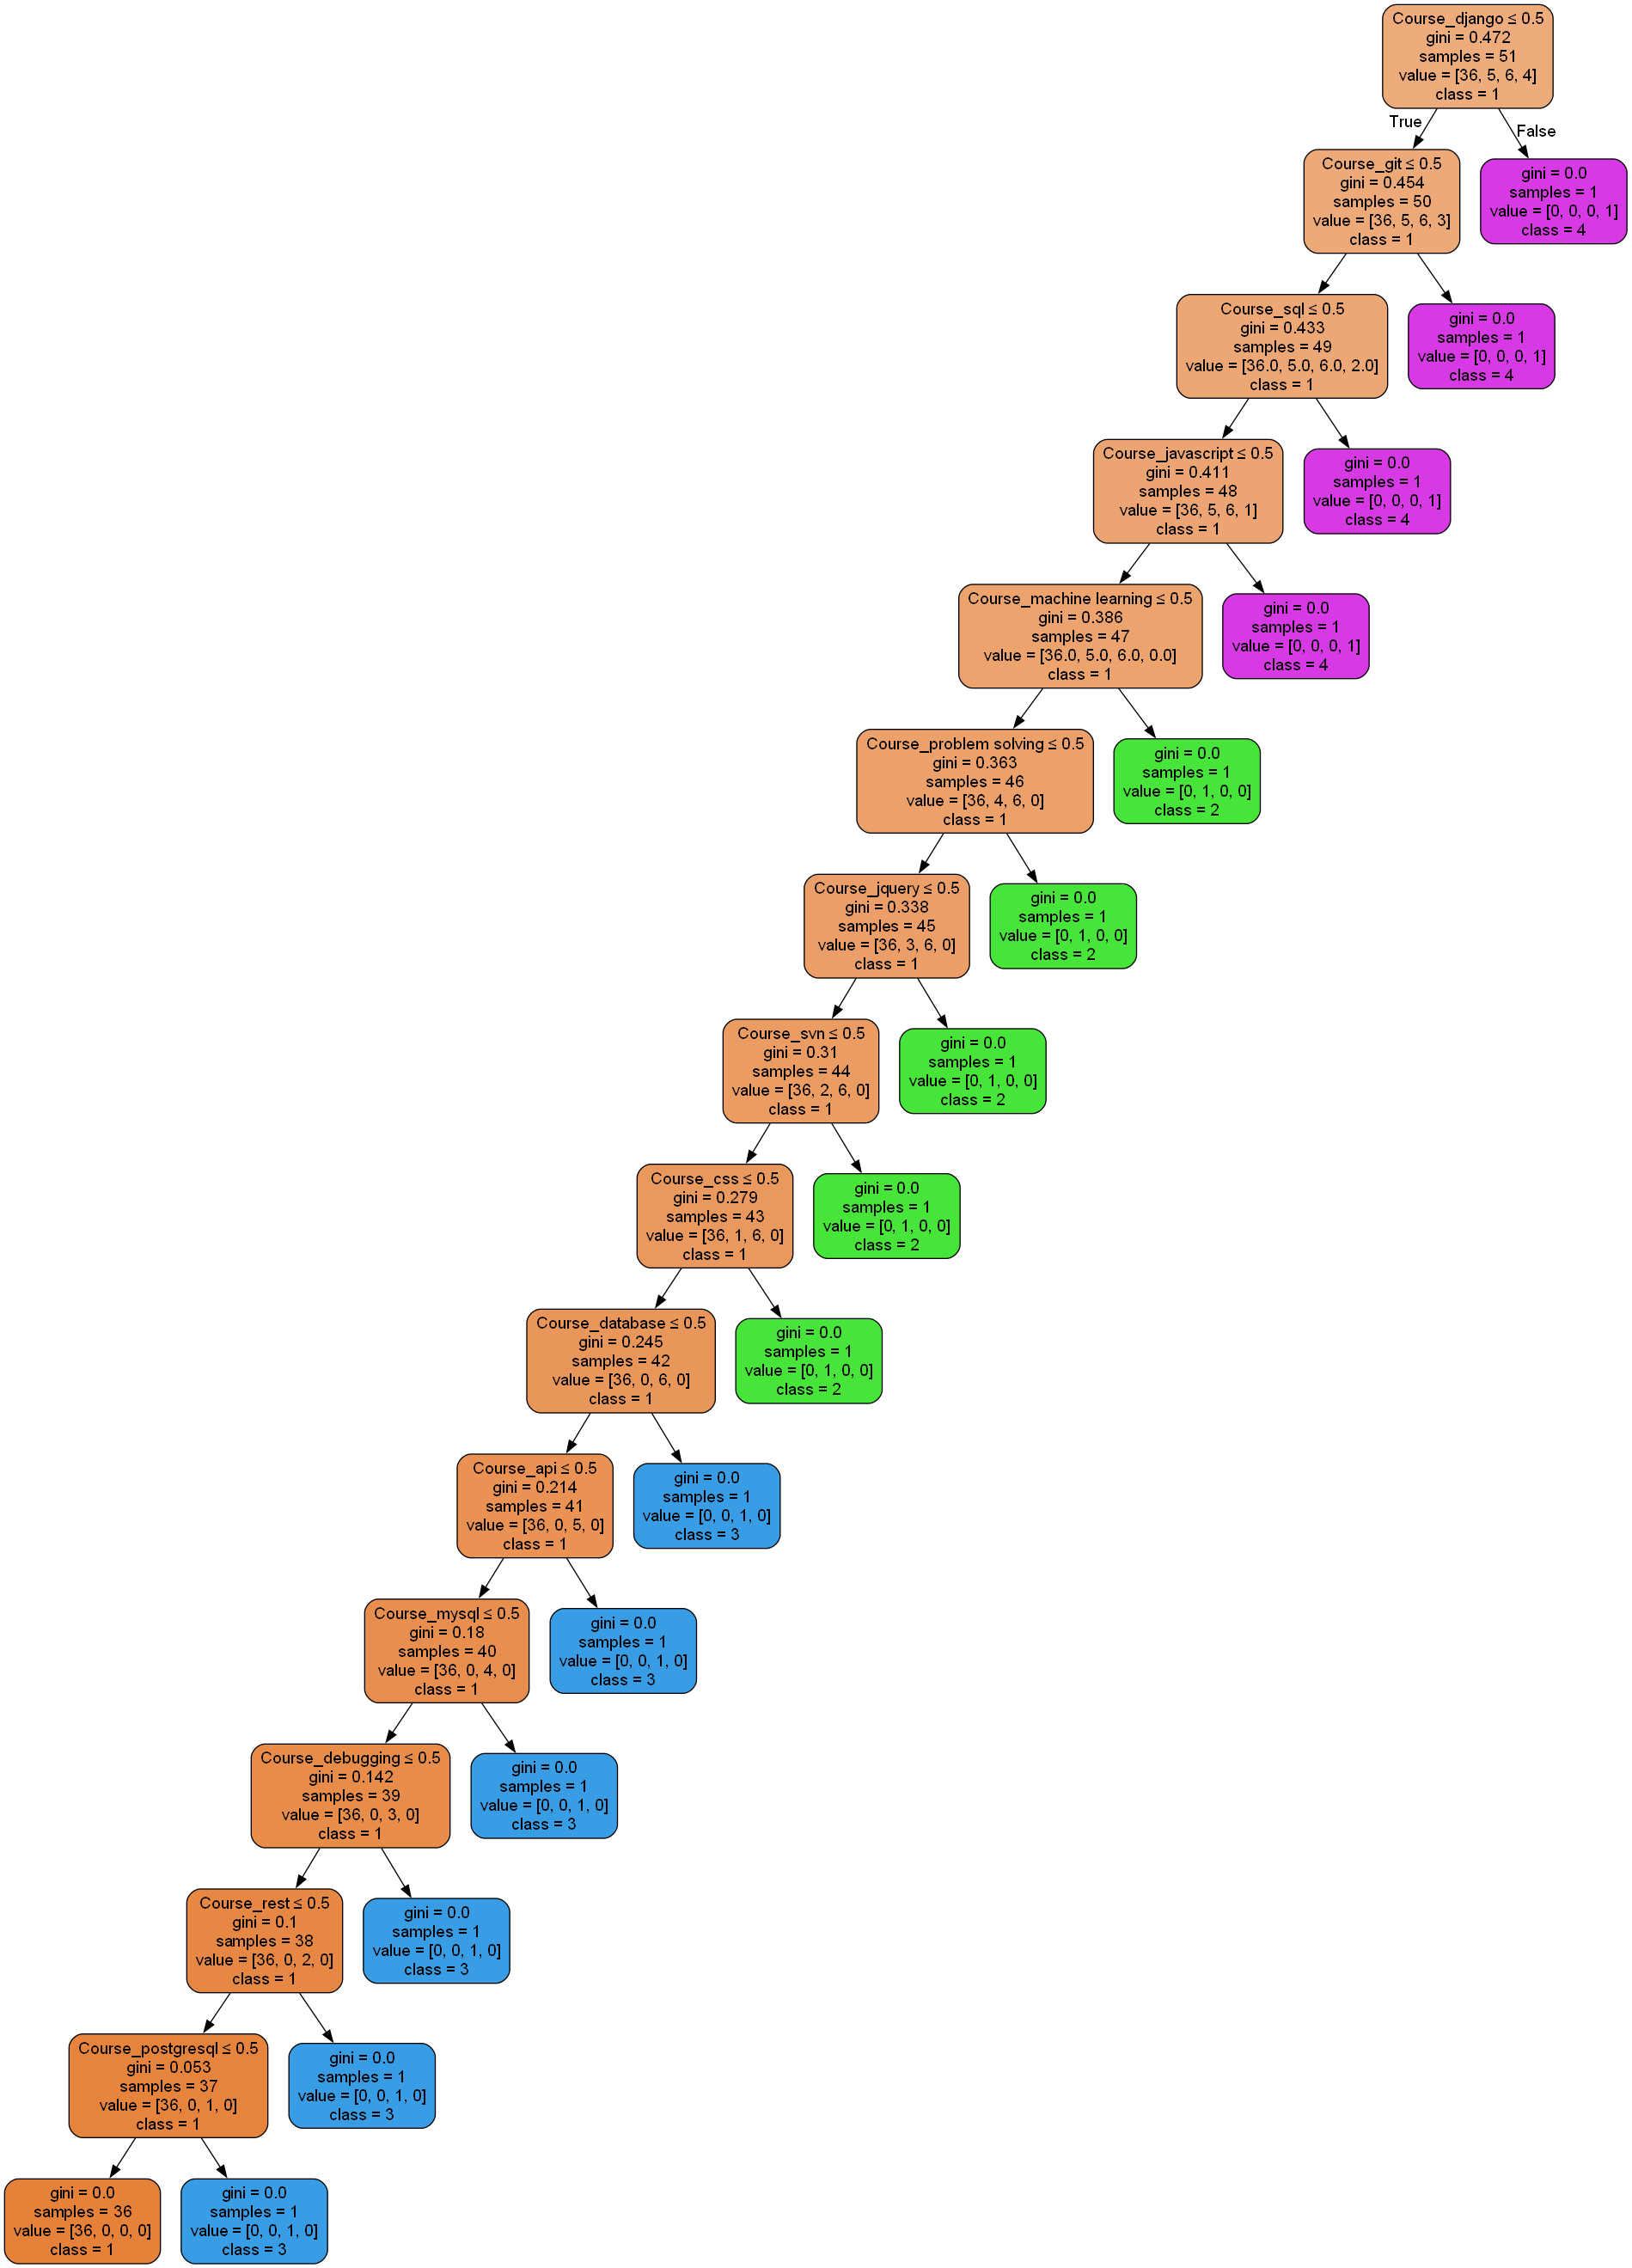 Course_django ≤ 0.5
gini = 0.472
samples = 51
value = [36, 5, 6, 4]
class = 1
True
False
Course_git ≤ 0.5
gini = 0.454
samples = 50
value = [36, 5, 6, 3]
class = 1
gini = 0.0
samples = 1
value = [0, 0, 0, 1]
class = 4
Course_sql ≤ 0.5
gini = 0.433
samples = 49
value = [36.0, 5.0, 6.0, 2.0]
class = 1
gini = 0.0
samples = 1
value = [0, 0, 0, 1]
class = 4
Course_javascript ≤ 0.5
gini = 0.411
samples = 48
value = [36, 5, 6, 1]
class = 1
gini = 0.0
samples = 1
value = [0, 0, 0, 1]
class = 4
Course_machine learning ≤ 0.5
gini = 0.386
samples = 47
value = [36.0, 5.0, 6.0, 0.0]
class = 1
gini = 0.0
samples = 1
value = [0, 0, 0, 1]
class = 4
Course_problem solving ≤ 0.5
gini = 0.363
samples = 46
value = [36, 4, 6, 0]
class = 1
gini = 0.0
samples = 1
value = [0, 1, 0, 0]
class = 2
Course_jquery ≤ 0.5
gini = 0.338
samples = 45
value = [36, 3, 6, 0]
class = 1
gini = 0.0
samples = 1
value = [0, 1, 0, 0]
class = 2
Course_svn ≤ 0.5
gini = 0.31
samples = 44
value = [36, 2, 6, 0]
class = 1
gini = 0.0
samples = 1
value = [0, 1, 0, 0]
class = 2
Course_css ≤ 0.5
gini = 0.279
samples = 43
value = [36, 1, 6, 0]
class = 1
gini = 0.0
samples = 1
value = [0, 1, 0, 0]
class = 2
Course_database ≤ 0.5
gini = 0.245
samples = 42
value = [36, 0, 6, 0]
class = 1
gini = 0.0
samples = 1
value = [0, 1, 0, 0]
class = 2
Course_api ≤ 0.5
gini = 0.214
samples = 41
value = [36, 0, 5, 0]
class = 1
gini = 0.0
samples = 1
value = [0, 0, 1, 0]
class = 3
Course_mysql ≤ 0.5
gini = 0.18
samples = 40
value = [36, 0, 4, 0]
class = 1
gini = 0.0
samples = 1
value = [0, 0, 1, 0]
class = 3
Course_debugging ≤ 0.5
gini = 0.142
samples = 39
value = [36, 0, 3, 0]
class = 1
gini = 0.0
samples = 1
value = [0, 0, 1, 0]
class = 3
Course_rest ≤ 0.5
gini = 0.1
samples = 38
value = [36, 0, 2, 0]
class = 1
gini = 0.0
samples = 1
value = [0, 0, 1, 0]
class = 3
Course_postgresql ≤ 0.5
gini = 0.053
samples = 37
value = [36, 0, 1, 0]
class = 1
gini = 0.0
samples = 1
value = [0, 0, 1, 0]
class = 3
gini = 0.0
samples = 36
value = [36, 0, 0, 0]
class = 1
gini = 0.0
samples = 1
value = [0, 0, 1, 0]
class = 3